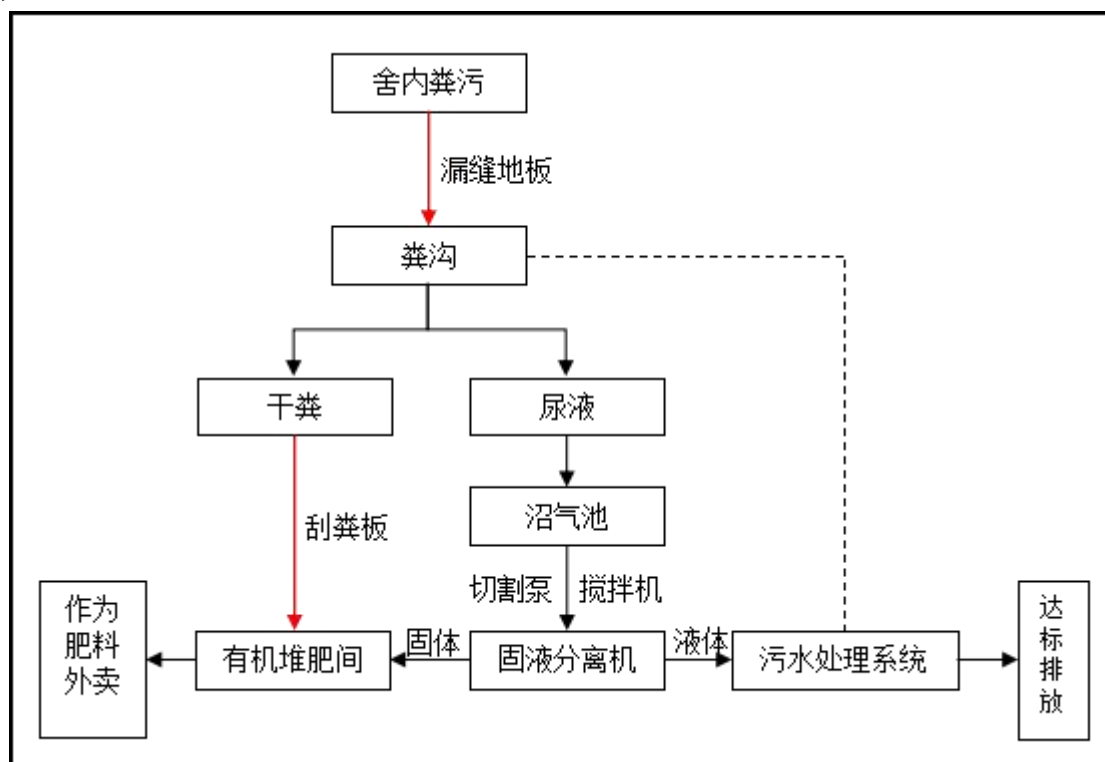 舍内粪污
漏缝地板
粪沟
干粪
尿液
沼气池
刮粪板
切割泵
搅拌机
作为
肥料
外卖
有机堆肥间
固体
固液分离机
液体
污水处理系统
达
标
排
放